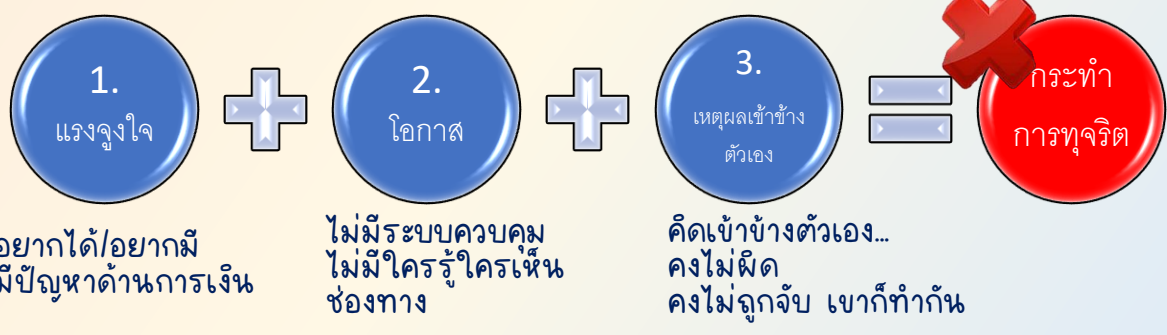 1.
แรงจูงใจ
2.
โอกาส
3.
เหตุผลเข้าข้าง
ตัวเอง
กระทำ
การทุจริต
อยากได้/อยากมี
มีปัญหาด้านการเงิน
ไม่มีระบบควบคุม
ไม่มีใครรู้ใครเห็น
ช่องทาง
คิดเข้าข้างตัวเอง...
คงไม่ผิด
คงไม่ถูกจับ เขาก็ทำกัน